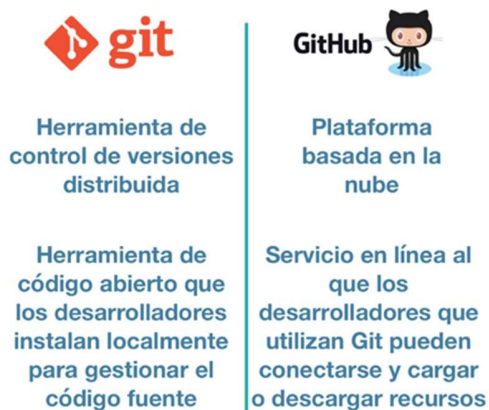 git
Herramienta de
control de versiones
distribuida
Herramienta de
código abierto que
los desarrolladores
instalan localmente
para gestionar el
código fuente
GitHub
Plataforma
basada en la
nube
Servicio en línea al
que los
desarrolladores que
utilizan Git pueden
conectarse y cargar
o descargar recursos